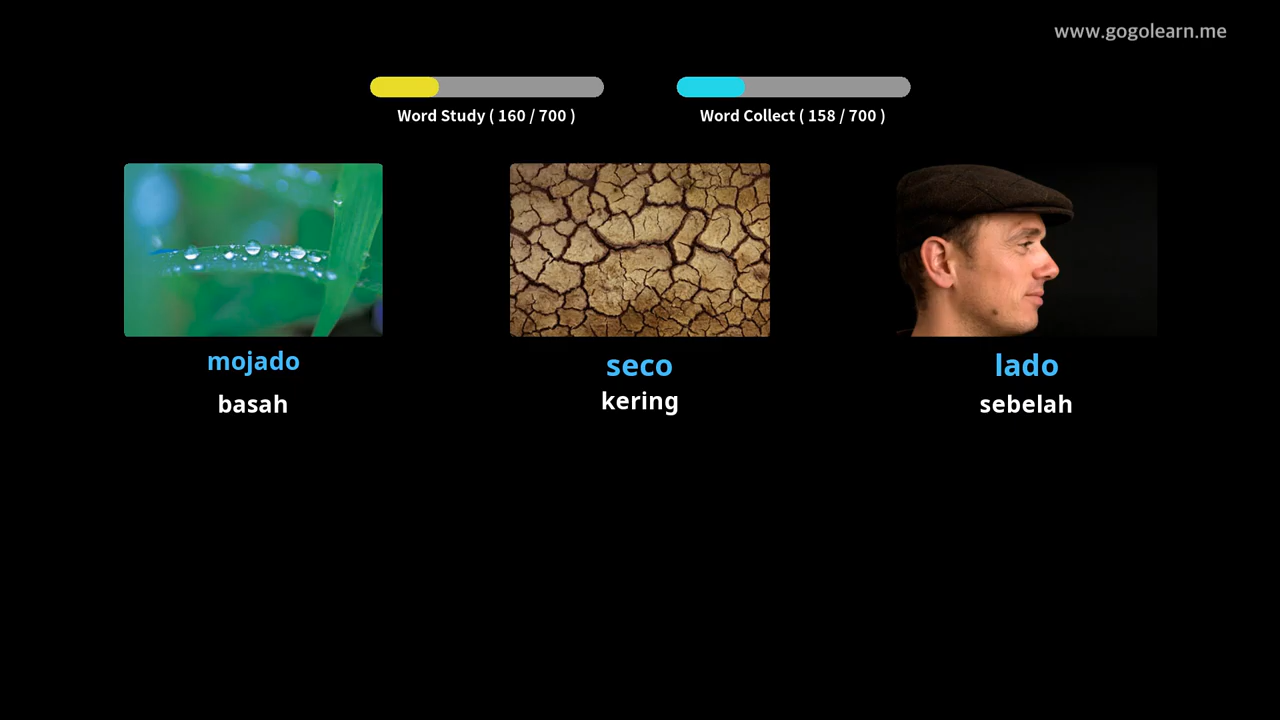 www.gogolearn.me
Word Study ( 160 / 700 )
Word Collect ( 158 / 700 )
mojado
basah
seco
kering
lado
sebelah